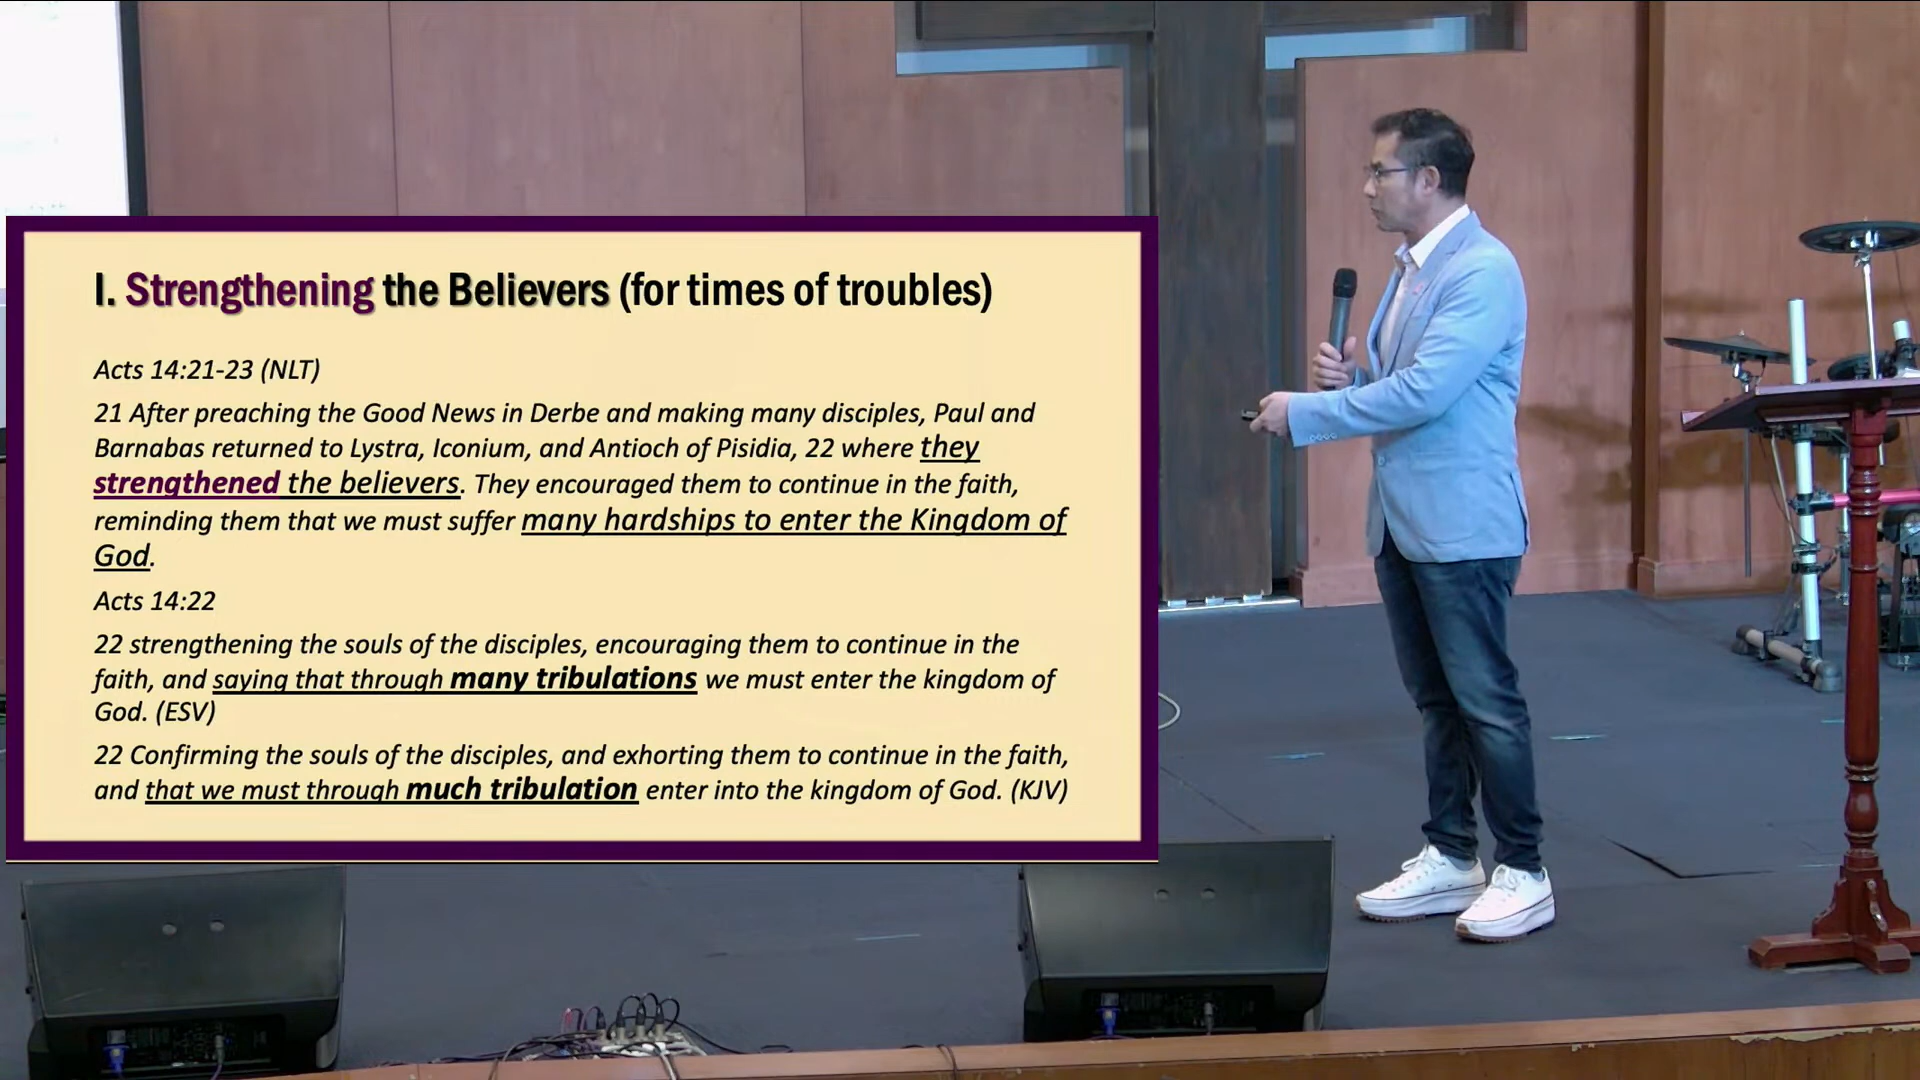 I. Strengthening the Believers (for times of troubles)
Acts 14:21-23 (NLT)
21 After preaching the Good News in Derbe and making many disciples, Paul and
Barnabas returned to Lystra, Iconium, and Antioch of Pisidia, 22 where they
strengthened the believers. They encouraged them to continue in the faith,
reminding them that we must suffer many hardships to enter the Kingdom of
God.
Acts 14:22
22 strengthening the souls of the disciples, encouraging them to continue in the
faith, and saying that through many tribulations we must enter the kingdom of
God. (ESV)
22 Confirming the souls of the disciples, and exhorting them to continue in the faith,
and that we must through much tribulation enter into the kingdom of God. (KJV)